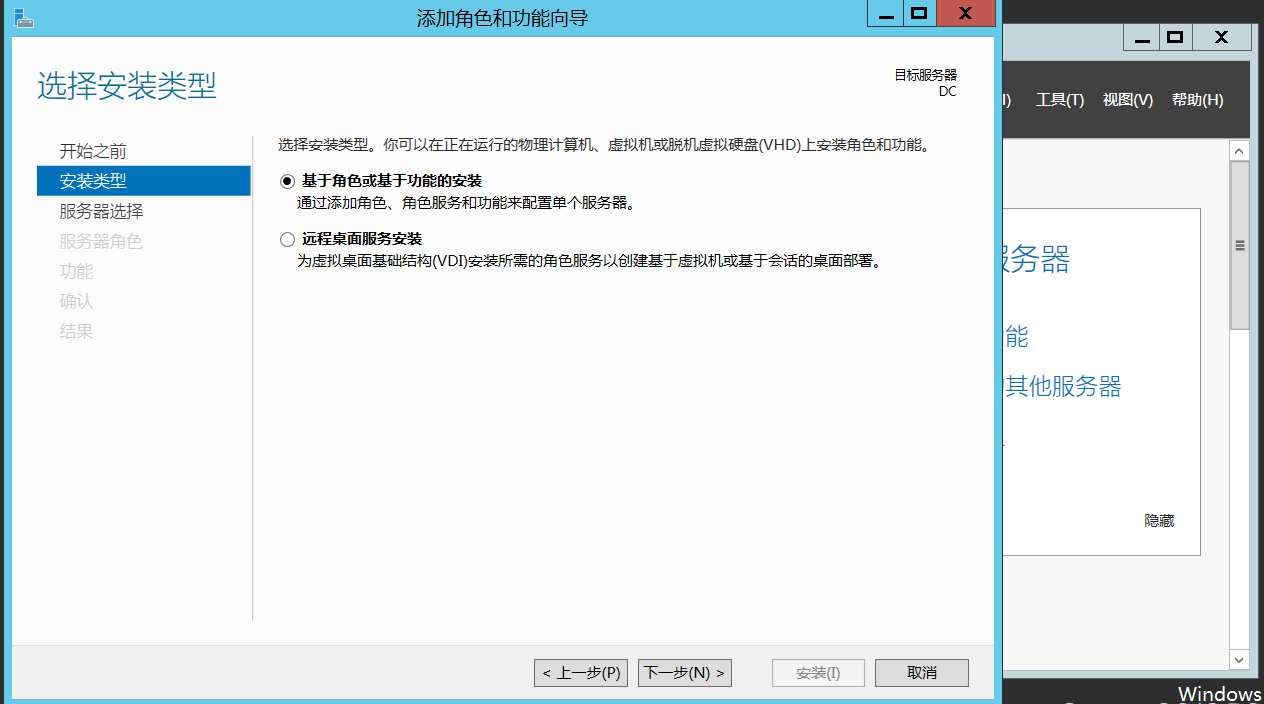 添加角色和功能向导
选择安装类型
目标服务器
DC
开始之前
安装类型
服务器选择
服务器角色
功能
确认
结果
选择安装类型。你可以在正在运行的物理计算机、虚拟机或脱机虚拟硬盘(VHD)上安装角色和功能。
基于角色或基于功能的安装
通过添加角色、角色服务和功能来配置单个服务器。
远程桌面服务安装
为虚拟桌面基础结构(VDI)安装所需的角色服务以创建基于虚拟机或基于会话的桌面部署。
< 上一步(P)
下一步(N) >
安装(I)
取消
工具(T) 视图(V) 帮助(H)
务器
能
其他服务器
隐藏
Windows